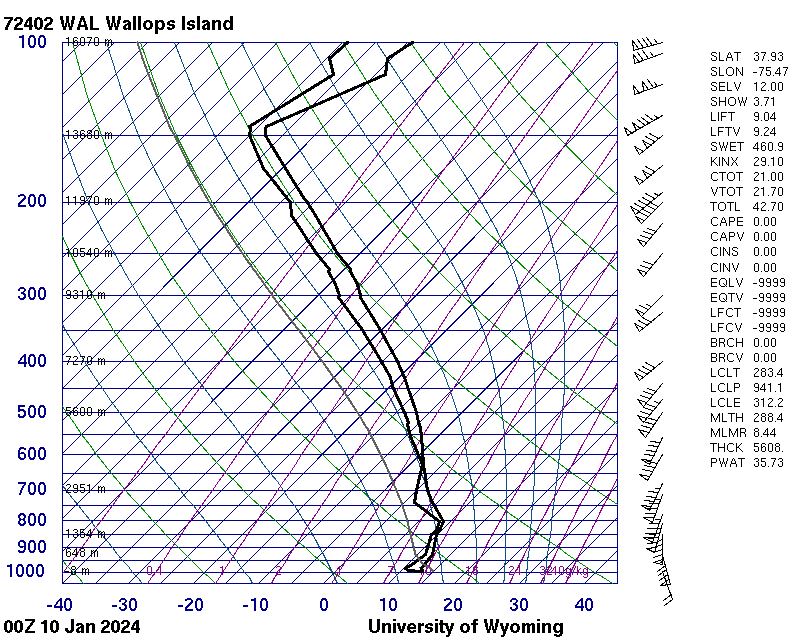 72402 WAL Wallops Island
100
16070 m
13680 m
200
11970 m
10540 m
300
9310 m
400
7270 m
500
5600 m
600
700
2951 m
800
1354 m
900
646 m
1000
-8 m
0.4
1
2
4
7
10
16
24
32
40g/kg
-40 -30 -20 -10 0 10 20 30 40
00Z 10 Jan 2024
University of Wyoming
SLAT 37.93
SLON -75.47
SELV 12.00
SHOW 3.71
LIFT 9.04
LFTV 9.24
SWET 460.9
KINX 29.10
CTOT 21.00
VTOT 21.70
TOTL 42.70
CAPE 0.00
CAPV 0.00
CINS 0.00
CINV 0.00
EQLV -9999
EQTV -9999
LFCT -9999
LFCV -9999
BRCH 0.00
BRCV 0.00
LCLT 283.4
LCLP 941.1
LCLE 312.2
MLTH 288.4
MLMR 8.44
THCK 5608.
PWAT 35.73